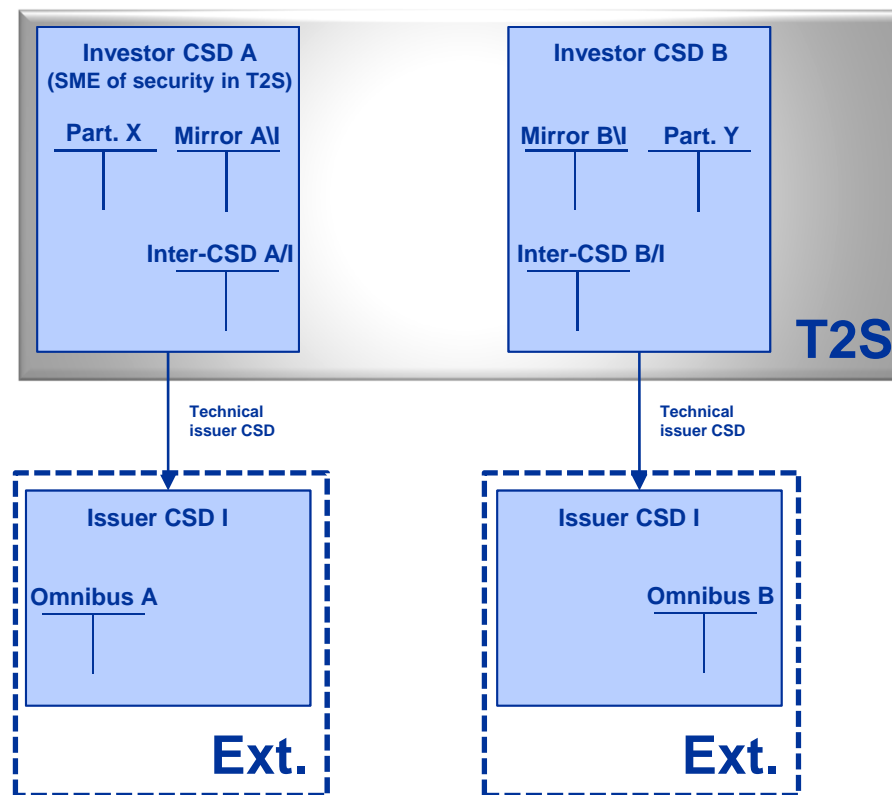 Investor CSD A
(SME of security in T2S)
Part. X
Mirror A\I
Inter-CSD A/I
Investor CSD B
Mirror B\I
Part. Y
Inter-CSD B/I
T2S
Technical
issuer CSD
Technical
issuer CSD
Issuer CSD I
Omnibus A
Ext.
Issuer CSD I
Omnibus B
Ext.